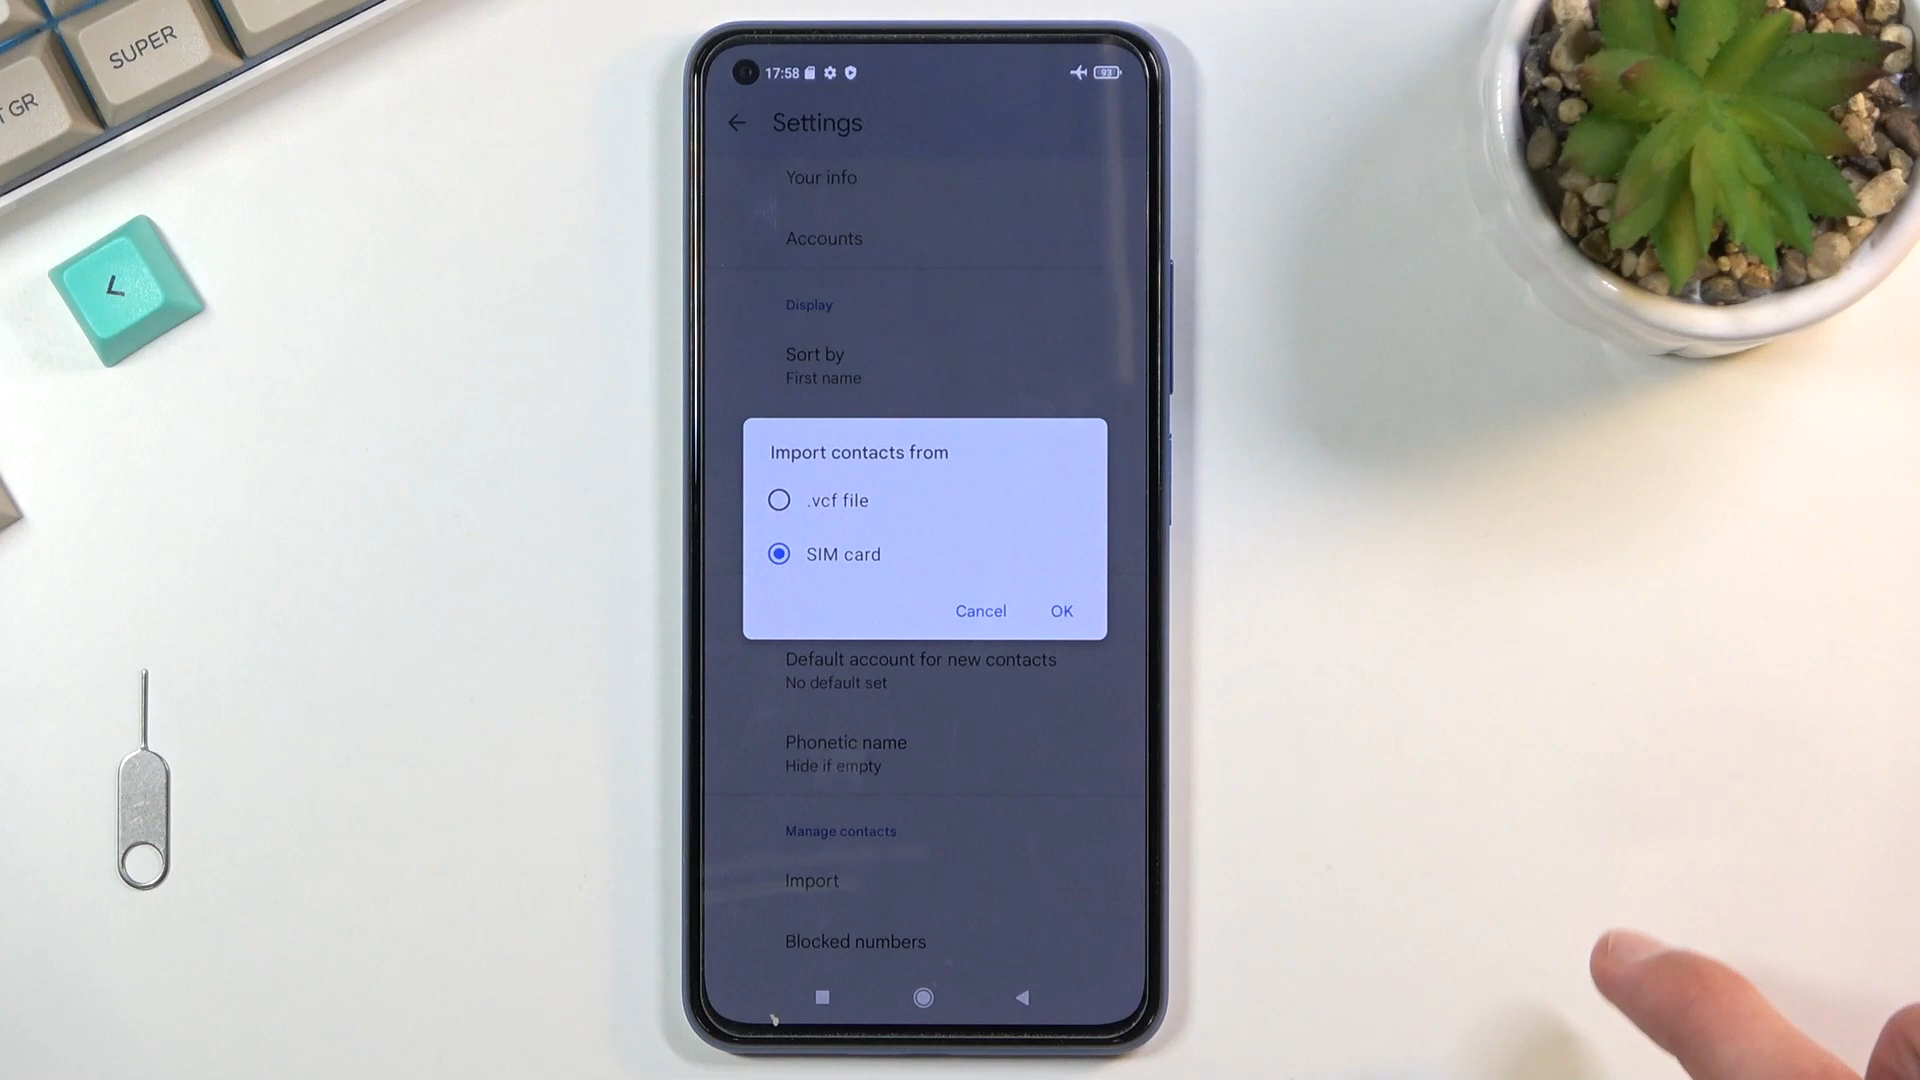 SUPER
T GR
<
17:58
93
Settings
Your info
Accounts
Display
Sort by
First name
Import contacts from
.vcf file
SIM card
Cancel OK
Default account for new contacts
No default set
Phonetic name
Hide if empty
Manage contacts
Import
Blocked numbers